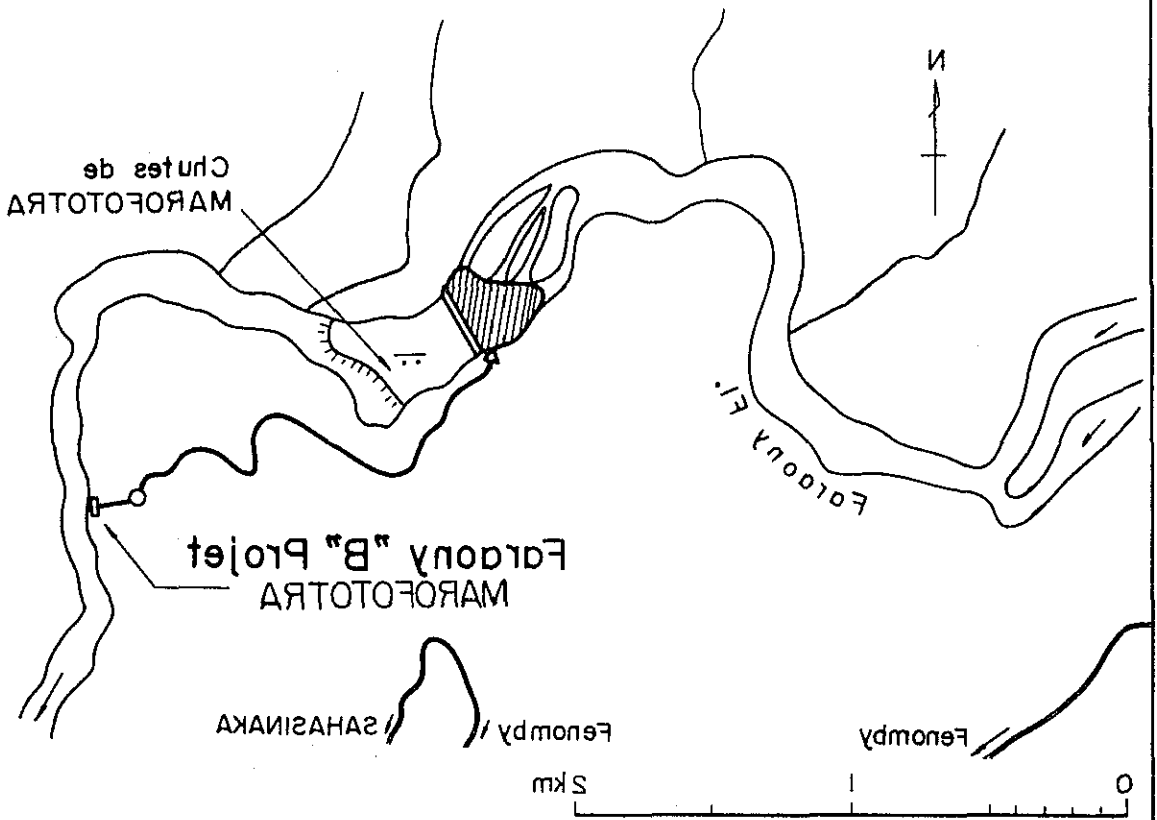 N
Chutes de
MAROFOTOTRA
Faraony Fl.
Faraony "B" Projet
MAROFOTOTRA
SAHASINAKA
Fenomby
Fenomby
0 1 2 km